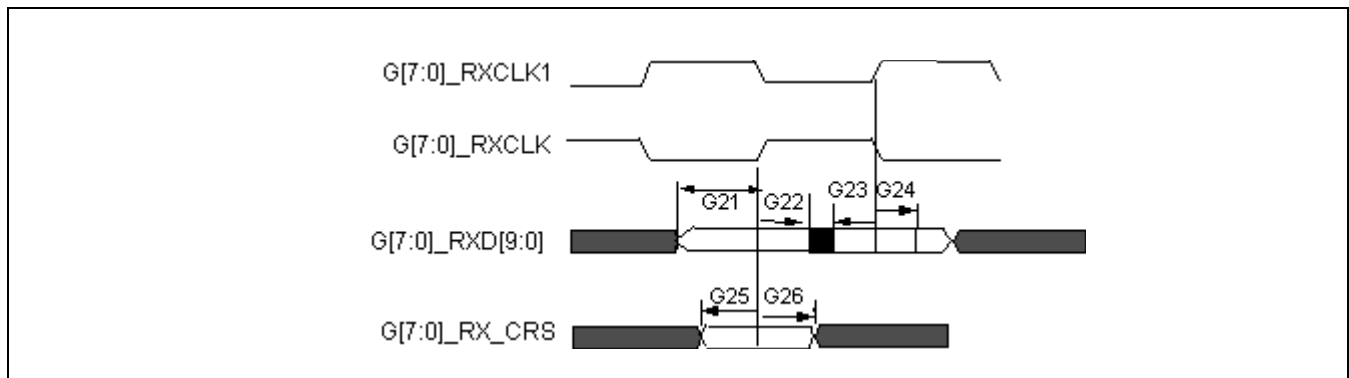 G[7:0]_RXCLK1
G[7:0]_RXCLK
G21 G22 G23 G24
G[7:0]_RXD[9:0]
G25 G26
G[7:0]_RX_CRS